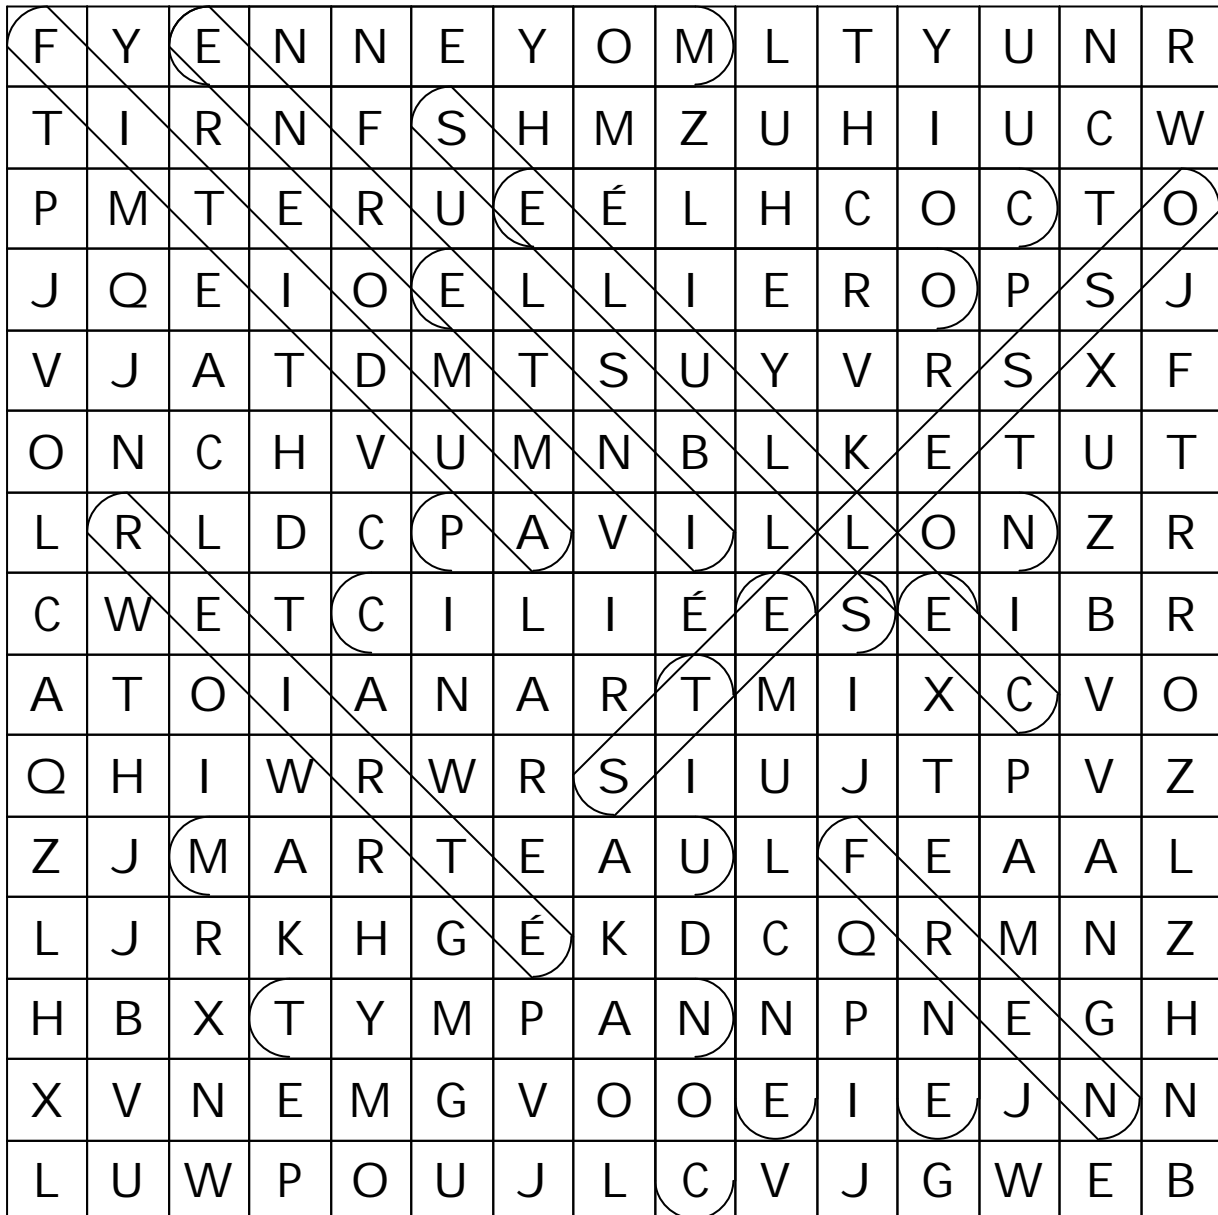 F Y E N N E Y O M L T Y U N R
T I R N F S H M Z U H I U C W
P M T E R U E É L H C O C T O
J Q E I O E L L I E R O P S J
V J A T D M T S U Y V R S X F
O N C H V U M N B L K E T U T
L R L D C P A V I L L O N Z R
C W E T C I L I É E S E I B R
A T O I A N A R T M I X C V O
Q H I W R W R S I U J T P V Z
Z J M A R T E A U L F E A A L
L J R K H G É K D C Q R M N Z
H B X T Y M P A N N P N E G H
X V N E M G V O O E I E J N N
L U W P O U J L C V J G W E B